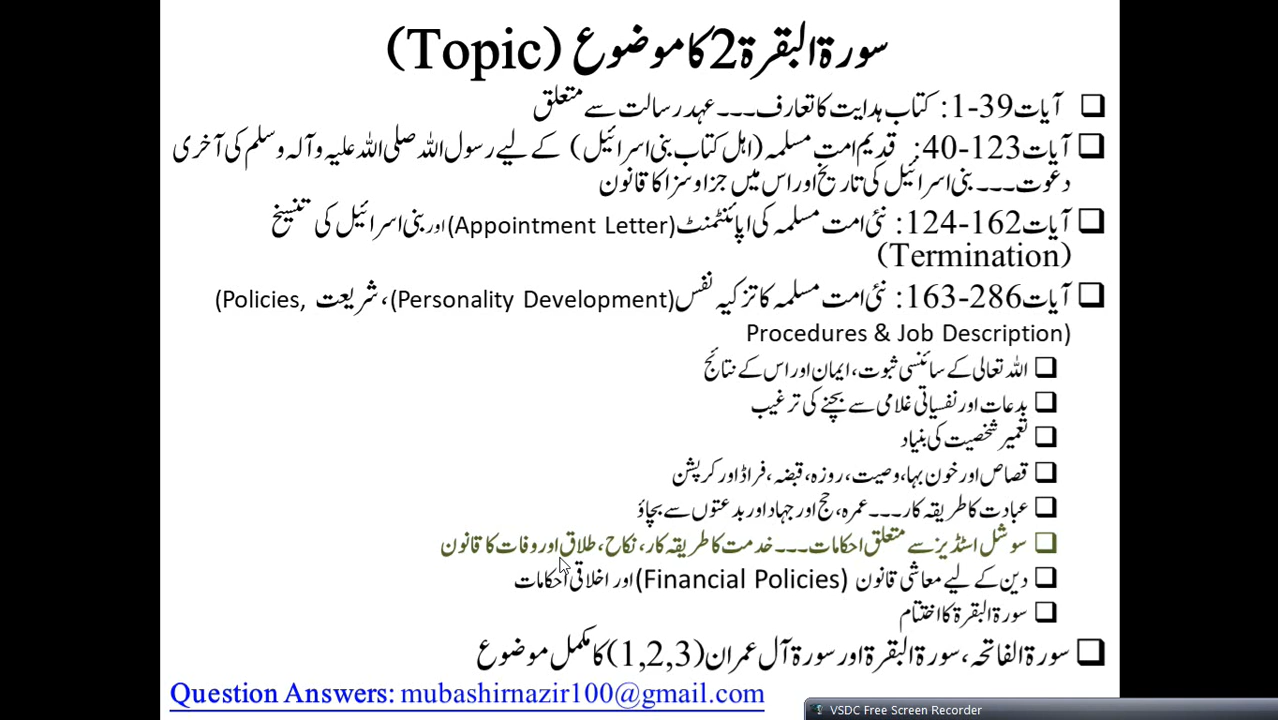 سورۃ البقرۃ 2 کا موضوع (Topic)
آیات 39-1: کتاب ہدایت کا تعارف۔۔۔ عہد رسالت سے متعلق
آیات 123-40: قدیم امت مسلمہ (اہل کتاب بنی اسرائیل) کے لیے رسول اللہ صلی اللہ علیہ وآلہ وسلم کی آخری
دعوت۔۔۔ بنی اسرائیل کی تاریخ اور اس میں جزا و سزا کا قانون
آیات 162-124: نئی امت مسلمہ کی اپائنٹمنٹ (Appointment Letter) اور بنی اسرائیل کی تنسیخ
(Termination)
آیات 286-163: نئی امت مسلمہ کا تزکیہ نفس (Personality Development)، شریعت (Policies,
Procedures & Job Description)
اللہ تعالی کے سائنسی ثبوت، ایمان اور اس کے نتائج
بدعات اور نفسیاتی غلامی سے بچنے کی ترغیب
تعمیر شخصیت کی بنیاد
قصاص اور خون بہا، وصیت، روزہ، قبضہ، فراڈ اور کرپشن
عبادت کا طریقہ کار۔۔۔ عمرہ، حج اور جہاد اور بدعتوں سے بچاؤ
سوشل اسٹڈیز سے متعلق احکامات۔۔۔ خدمت کا طریقہ کار، نکاح، طلاق اور وفات کا قانون
دین کے لیے معاشی قانون (Financial Policies) اور اخلاقی احکامات
سورۃ البقرۃ کا اختتام
سورۃ الفاتحہ، سورۃ البقرۃ اور سورۃ آل عمران (1,2,3) کا مکمل موضوع
Question Answers: mubashirnazir100@gmail.com
VSDC Free Screen Recorder